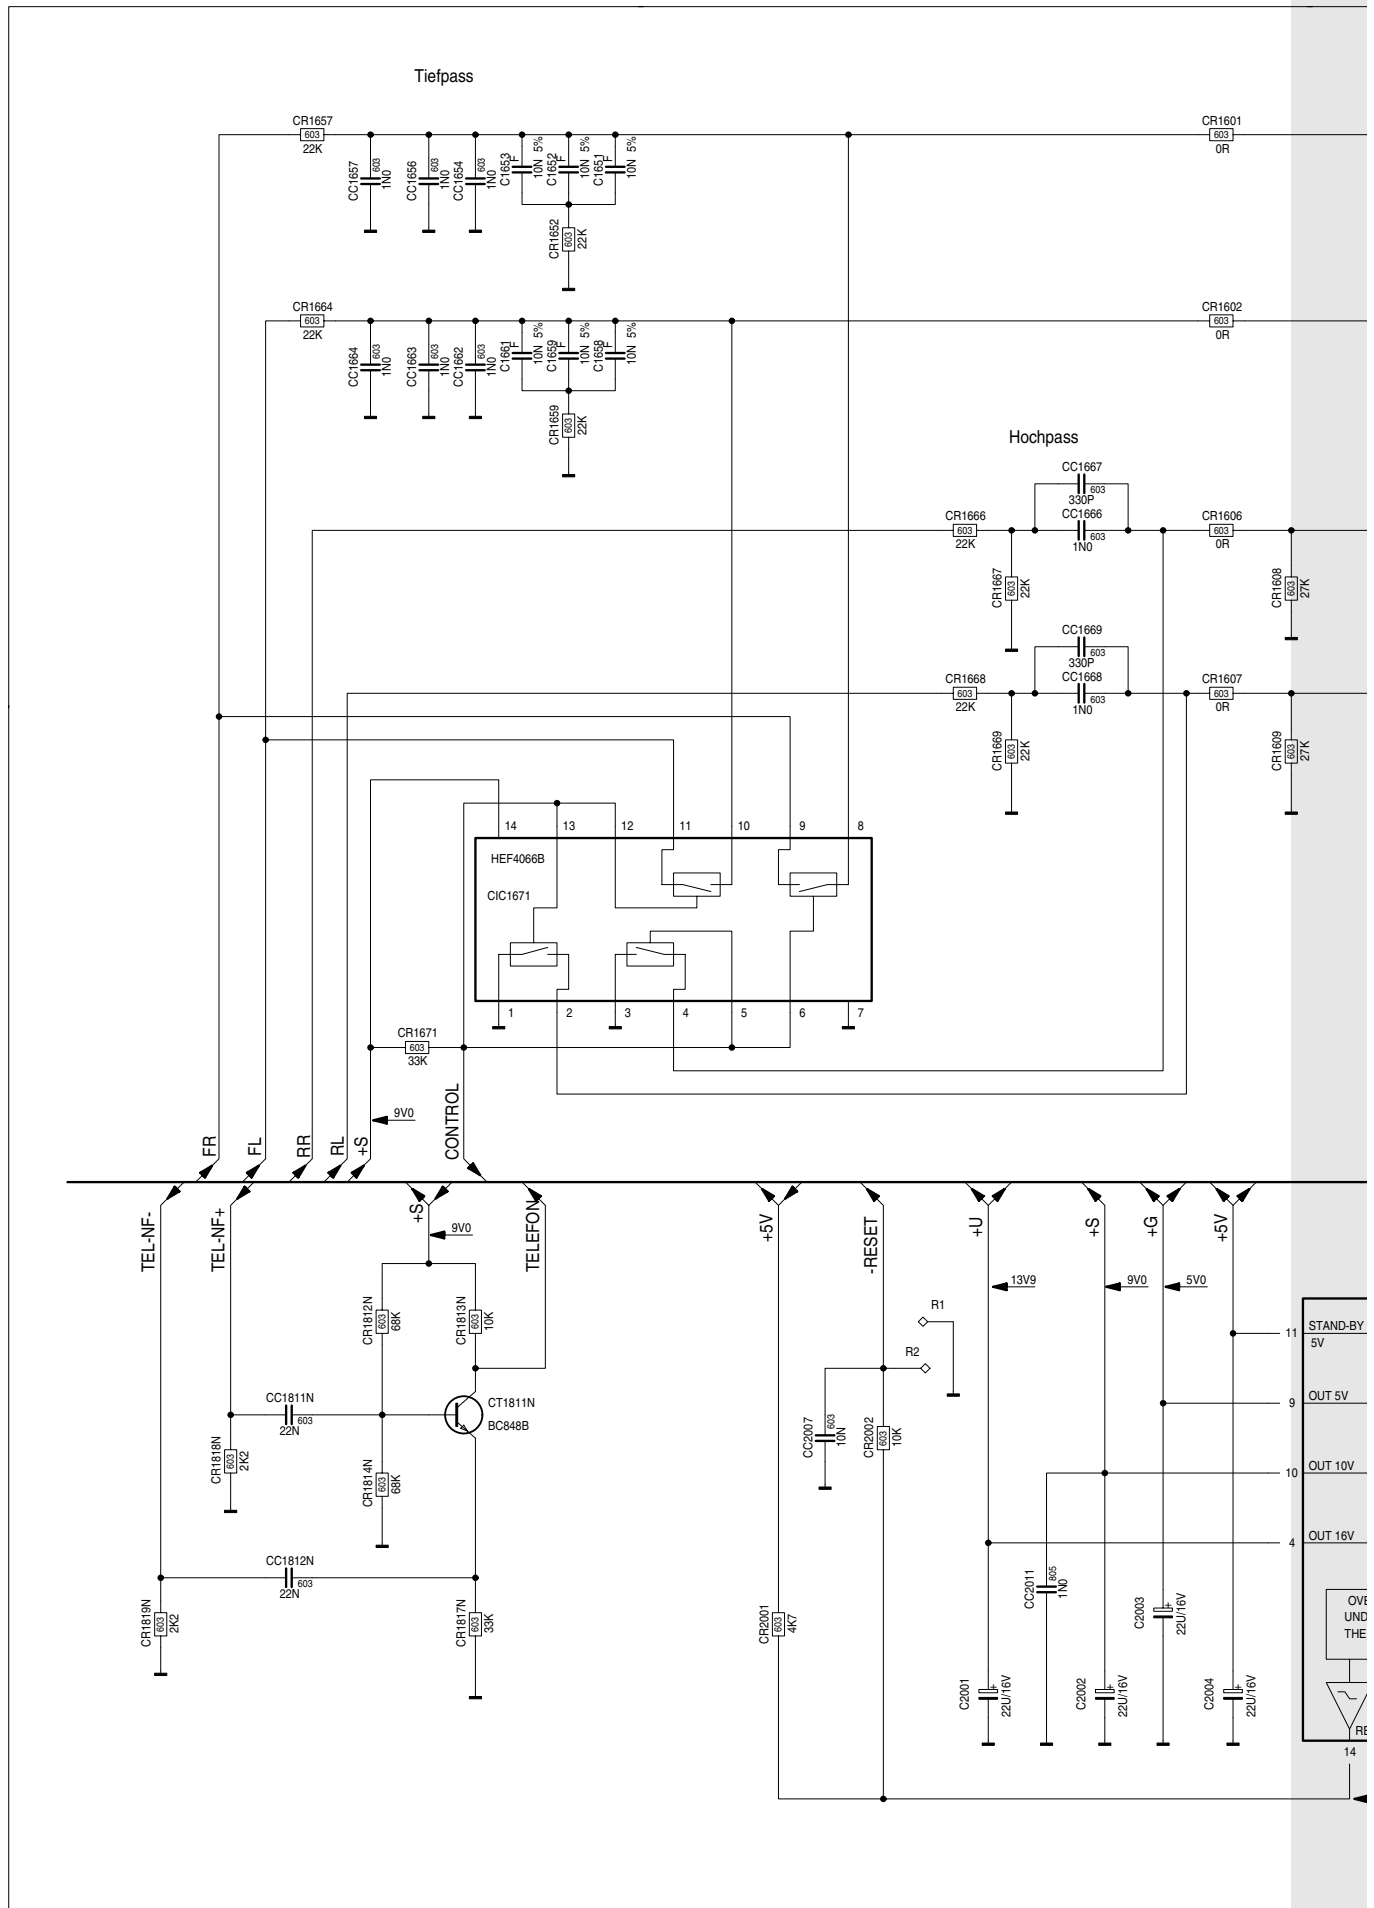 Tiefpass
CR1657
603
22K
CC1657
603
1N0
CC1656
603
1N0
CC1654
603
1N0
C1653
F
10N 5%
C1652
F
10N 5%
C1651
F
10N 5%
CR1652
603
22K
CR1601
603
0R
CR1664
603
22K
CC1664
603
1N0
CC1663
603
1N0
CC1662
603
1N0
C1661
F
10N 5%
C1659
F
10N 5%
C1658
F
10N 5%
CR1659
603
22K
CR1602
603
0R
Hochpass
CC1667
603
330P
CR1666
603
22K
CC1666
603
1N0
CR1606
603
0R
CR1667
603
22K
CR1608
603
27K
CC1669
603
330P
CR1668
603
22K
CC1668
603
1N0
CR1607
603
0R
CR1669
603
22K
CR1609
603
27K
14 13 12 11 10 9 8
HEF4066B
CIC1671
1 2 3 4 5 6 7
CR1671
603
33K
9V0
FR
FL
RR
RL
+S
CONTROL
TEL-NF-
TEL-NF+
+S
9V0
TELEFON
+5V
-RESET
+U
13V9
+S
9V0
+G
5V0
+5V
CR1812N
603
68K
CR1813N
603
10K
R1
R2
11
STAND-BY
5V
CC1811N
603
22N
CT1811N
BC848B
CR1818N
603
2K2
CR1814N
603
68K
CC2007
603
10N
CR2002
603
10K
9
OUT 5V
10
OUT 10V
4
OUT 16V
CC1812N
603
22N
CR1819N
603
2K2
CR1817N
603
33K
CR2001
603
4K7
CC2011
805
1N0
C2003
+
22U/16V
C2001
+
22U/16V
C2002
+
22U/16V
C2004
+
22U/16V
OVE
UND
THE
RE
14